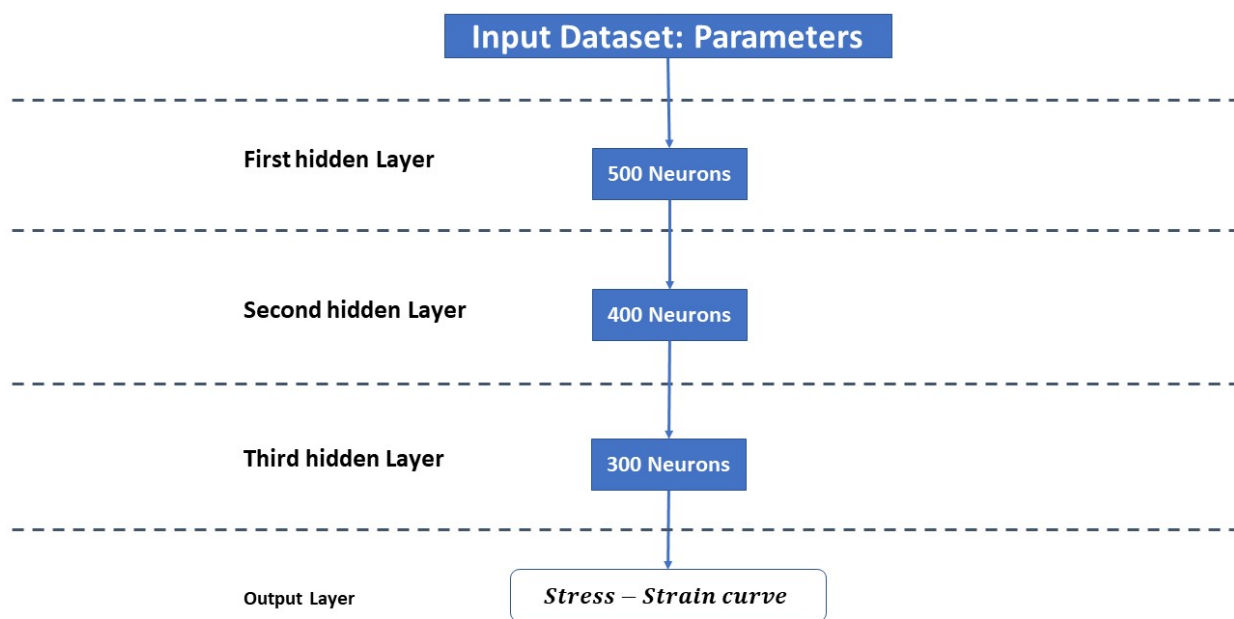 Input Dataset: Parameters
First hidden Layer
500 Neurons
Second hidden Layer
400 Neurons
Third hidden Layer
300 Neurons
Output Layer
Stress − Strain curve